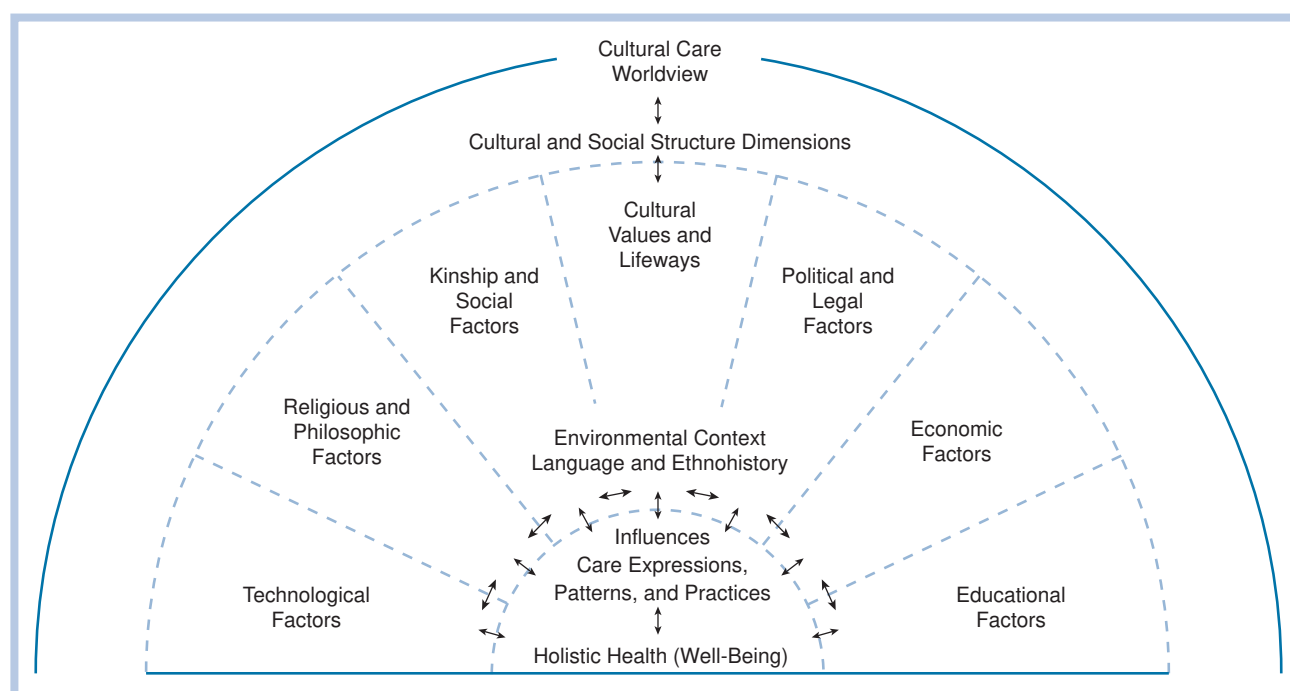 Cultural Care
Worldview
Cultural and Social Structure Dimensions
Cultural
Values and
Lifeways
Kinship and
Social
Factors
Political and
Legal
Factors
Religious and
Philosophic
Factors
Economic
Factors
Environmental Context
Language and Ethnohistory
Influences
Care Expressions,
Patterns, and Practices
Technological
Factors
Educational
Factors
Holistic Health (Well-Being)